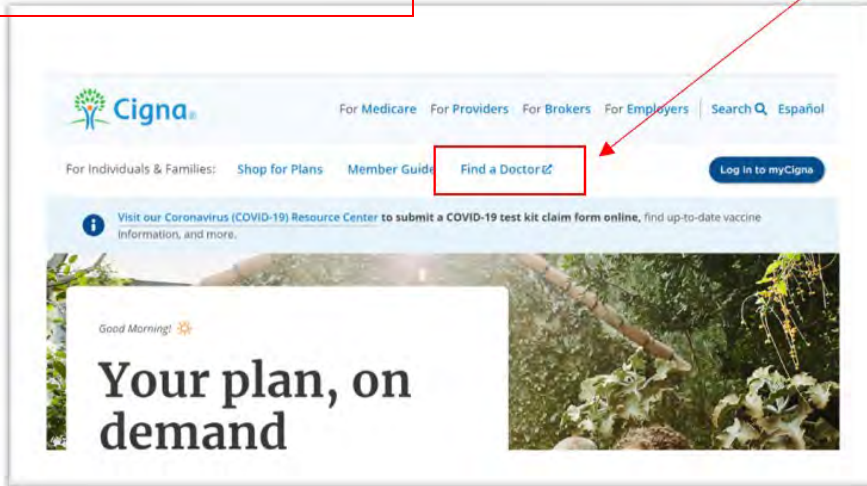 Cigna®
For Medicare For Providers For Brokers For Employers Search Español
For Individuals & Families: Shop for Plans Member Guide Find a Doctor Log in to myCigna
Visit our Coronavirus (COVID-19) Resource Center to submit a COVID-19 test kit claim form online, find up-to-date vaccine
information, and more.
Good Morning!
Your plan, on
demand